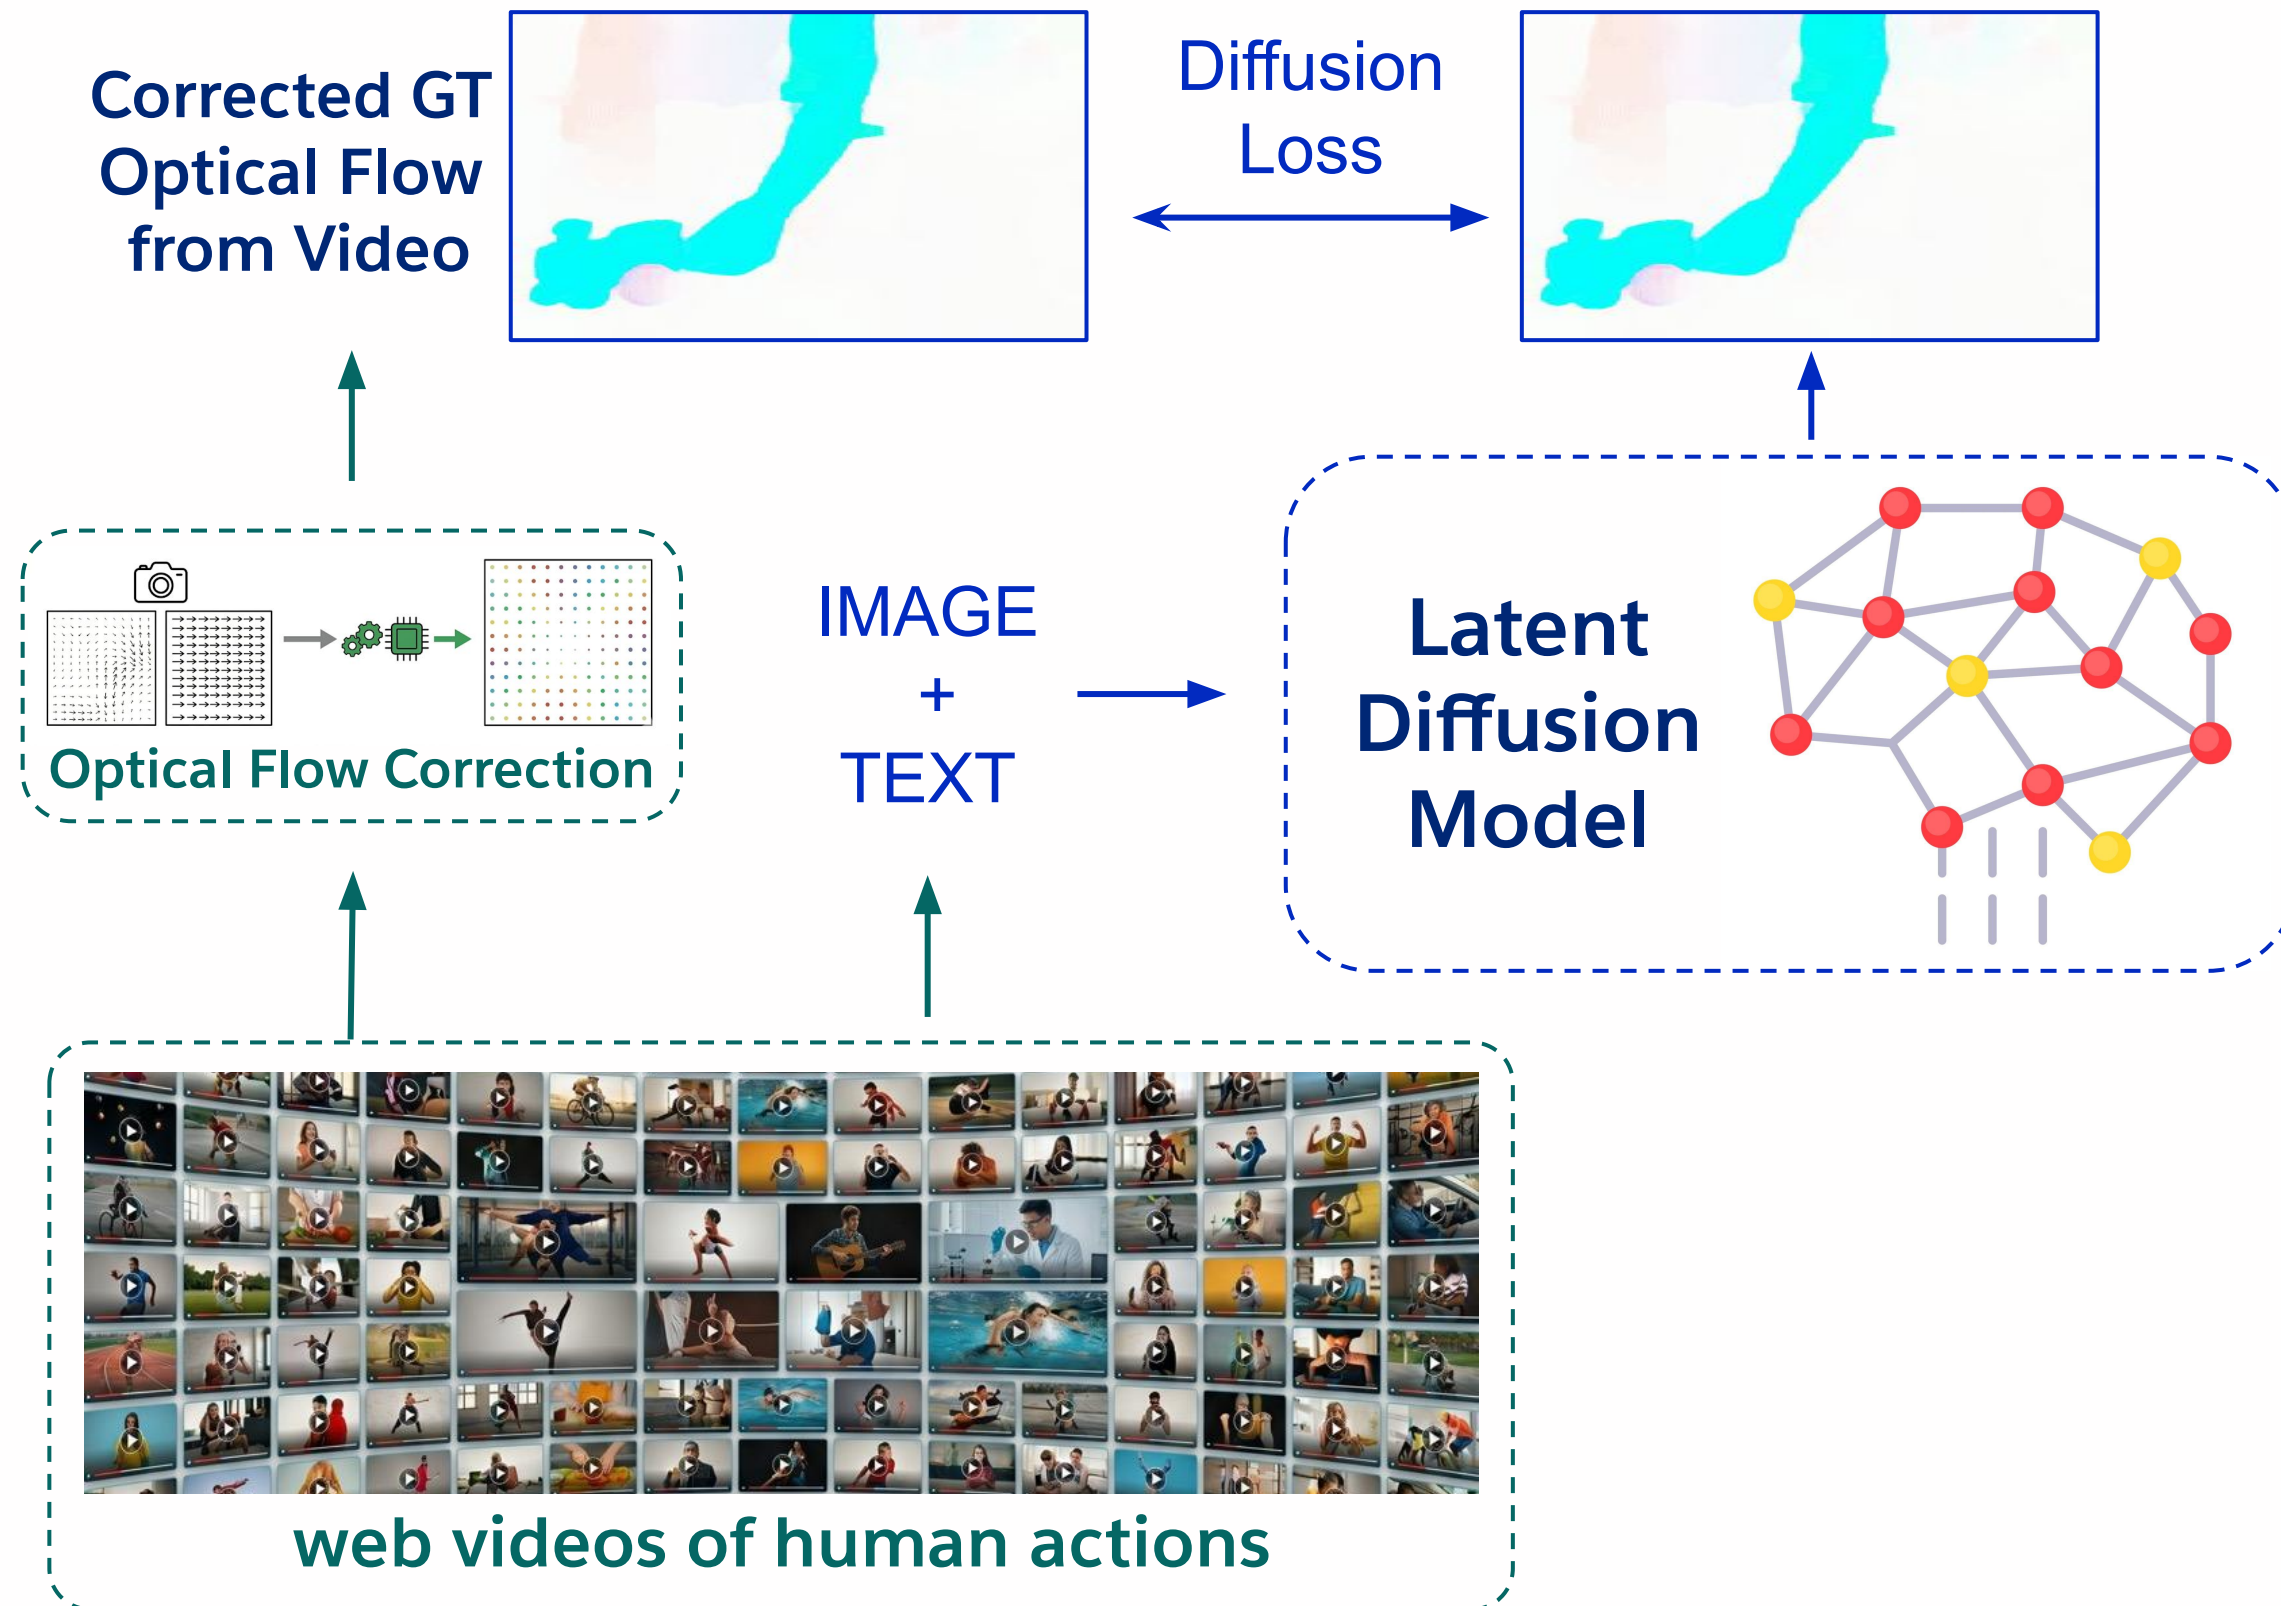 Corrected GT
Optical Flow
from Video
Diffusion
Loss
Optical Flow Correction
IMAGE
+
TEXT
Latent
Diffusion
Model
web videos of human actions